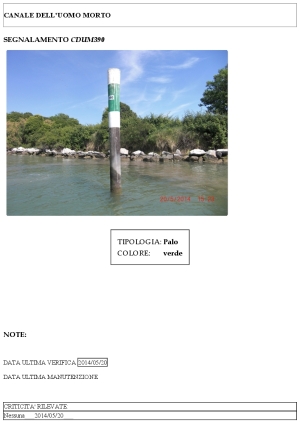 CANALE DELL'UOMO MORTO
SEGNALAMENTO CDUM390
TIPOLOGIA: Palo
COLORE: verde
NOTE:
DATA ULTIMA VERIFICA 2014/05/20
DATA ULTIMA MANUTENZIONE
CRITICITA' RILEVATE
Nessuna 2014/05/20